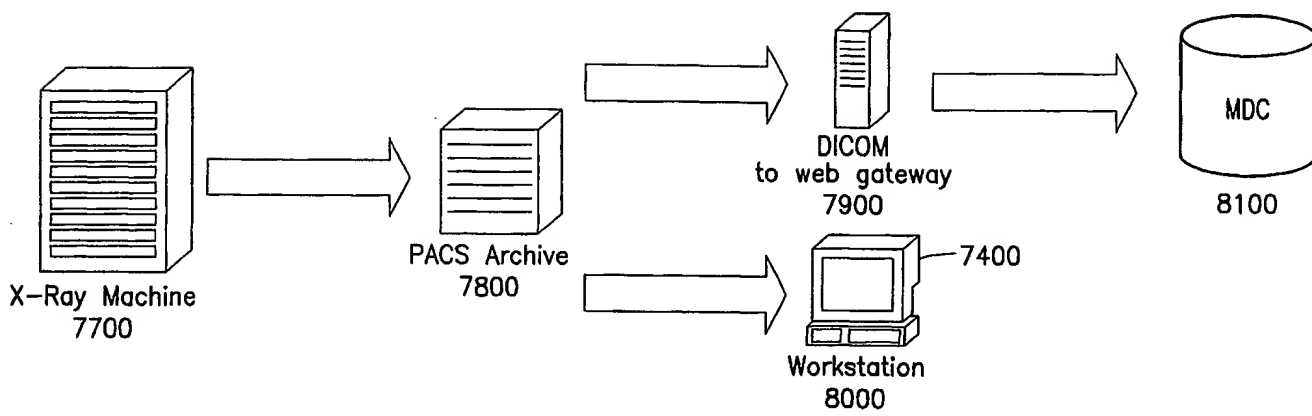 X-Ray Machine
7700
PACS Archive
7800
DICOM
to web gateway
7900
MDC
8100
7400
Workstation
8000